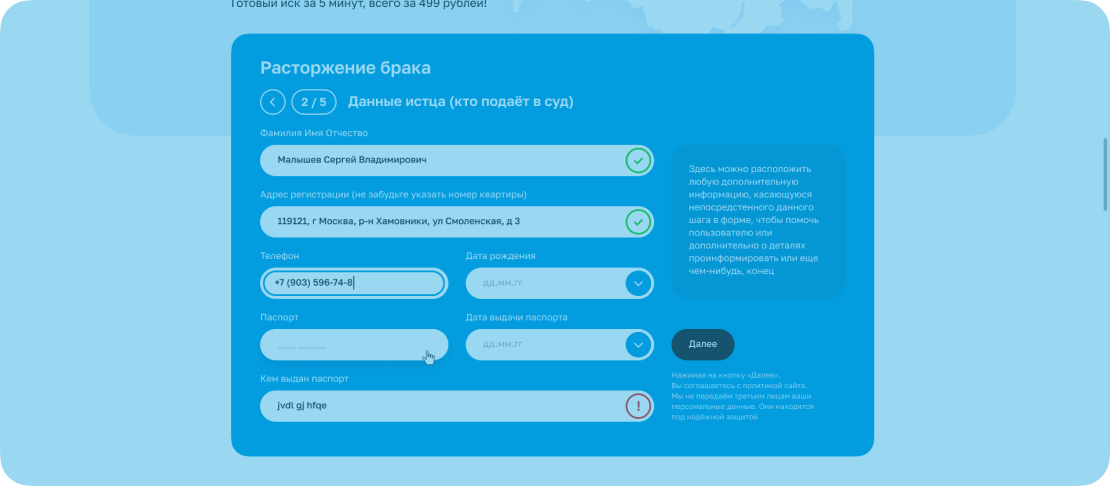 Готовый иск за 5 минут, всего за 499 рублей!
Расторжение брака
2 / 5
Данные истца (кто подаёт в суд)
Фамилия Имя Отчество
Малышев Сергей Владимирович
Адрес регистрации (не забудьте указать номер квартиры)
119121, г Москва, р-н Хамовники, ул Смоленская, д 3
Телефон
Дата рождения
+7 (903) 596-74-8
дд.мм.гг
Паспорт
Дата выдачи паспорта
____ ______
дд.мм.гг
Кем выдан паспорт
jvdl gj hfqe
!
Здесь можно расположить
любую дополнительную
информацию, касающуюся
непосредстенного данного
шага в форме, чтобы помочь
пользователю или
дополнительно о деталях
проинформировать или еще
чем-нибудь, конец
Далее
Нажимая на кнопку «Далее»,
Вы соглашаетесь с политикой сайта.
Мы не передаём третьим лицам ваши
персональные данные. Они находятся
под надёжной защитой